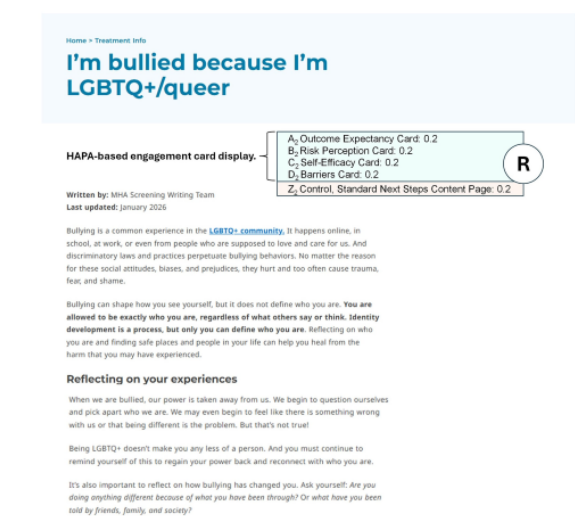 Home > Treatment Info
I'm bullied because I'm
LGBTQ+/queer
HAPA-based engagement card display.
A2 Outcome Expectancy Card: 0.2
B2 Risk Perception Card: 0.2
C2 Self-Efficacy Card: 0.2
D2 Barriers Card: 0.2
Z2 Control, Standard Next Steps Content Page: 0.2
R
Written by: MHA Screening Writing Team
Last updated: January 2026
Bullying is a common experience in the LGBTQ+ community. It happens online, in
school, at work, or even from people who are supposed to love and care for us. And
discriminatory laws and practices perpetuate bullying behaviors. No matter the reason
for these social attitudes, biases, and prejudices, they hurt and too often cause trauma,
fear, and shame.
Bullying can shape how you see yourself, but it does not define who you are. You are
allowed to be exactly who you are, regardless of what others say or think. Identity
development is a process, but only you can define who you are. Reflecting on who
you are and finding safe places and people in your life can help you heal from the
harm that you may have experienced.
Reflecting on your experiences
When we are bullied, our power is taken away from us. We begin to question ourselves
and pick apart who we are. We may even begin to feel like there is something wrong
with us or that being different is the problem. But that's not true!
Being LGBTQ+ doesn't make you any less of a person. And you must continue to
remind yourself of this to regain your power back and reconnect with who you are.
It's also important to reflect on how bullying has changed you. Ask yourself: Are you
doing anything different because of what you have been through? Or what have you been
told by friends, family, and society?